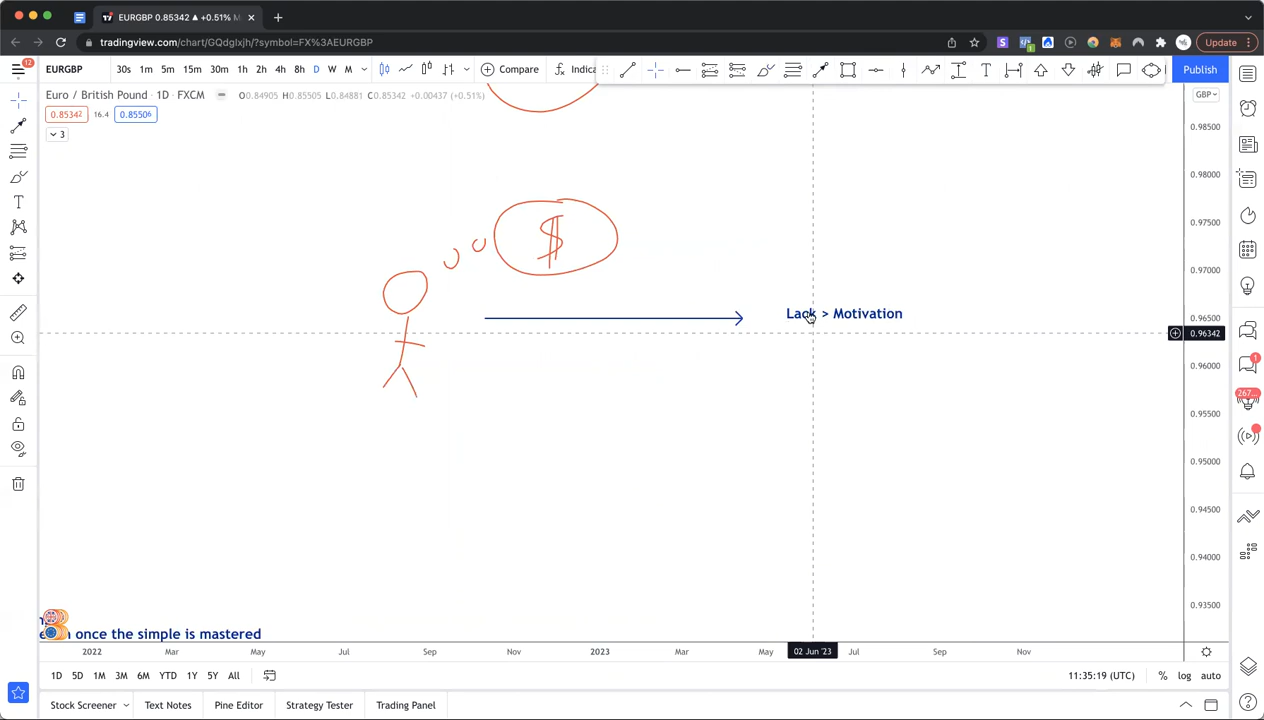 EURGBP 0.85342 ▲ +0.51% M
tradingview.com/chart/GQdgIxjh/?symbol=FX%3AEURGBP
Update
12
EURGBP
30s 1m 5m 15m 30m 1h 2h 4h 8h D W M
Compare
Indica
Publish
Euro / British Pound · 1D · FXCM
O0.84905 H0.85505 L0.84881 C0.85342 +0.00437 (+0.51%)
GBP
0.85342 16.4 0.85506
3
0.98500
0.98000
0.97500
$
0.97000
Lack > Motivation
0.96500
0.96342
0.96000
1
0.95500
267...
0.95000
0.94500
0.94000
0.93500
once the simple is mastered
2022 Mar May Jul Sep Nov 2023 Mar May 02 Jun '23 Jul Sep Nov
1D 5D 1M 3M 6M YTD 1Y 5Y All
11:35:19 (UTC)
% log auto
Stock Screener Text Notes Pine Editor Strategy Tester Trading Panel